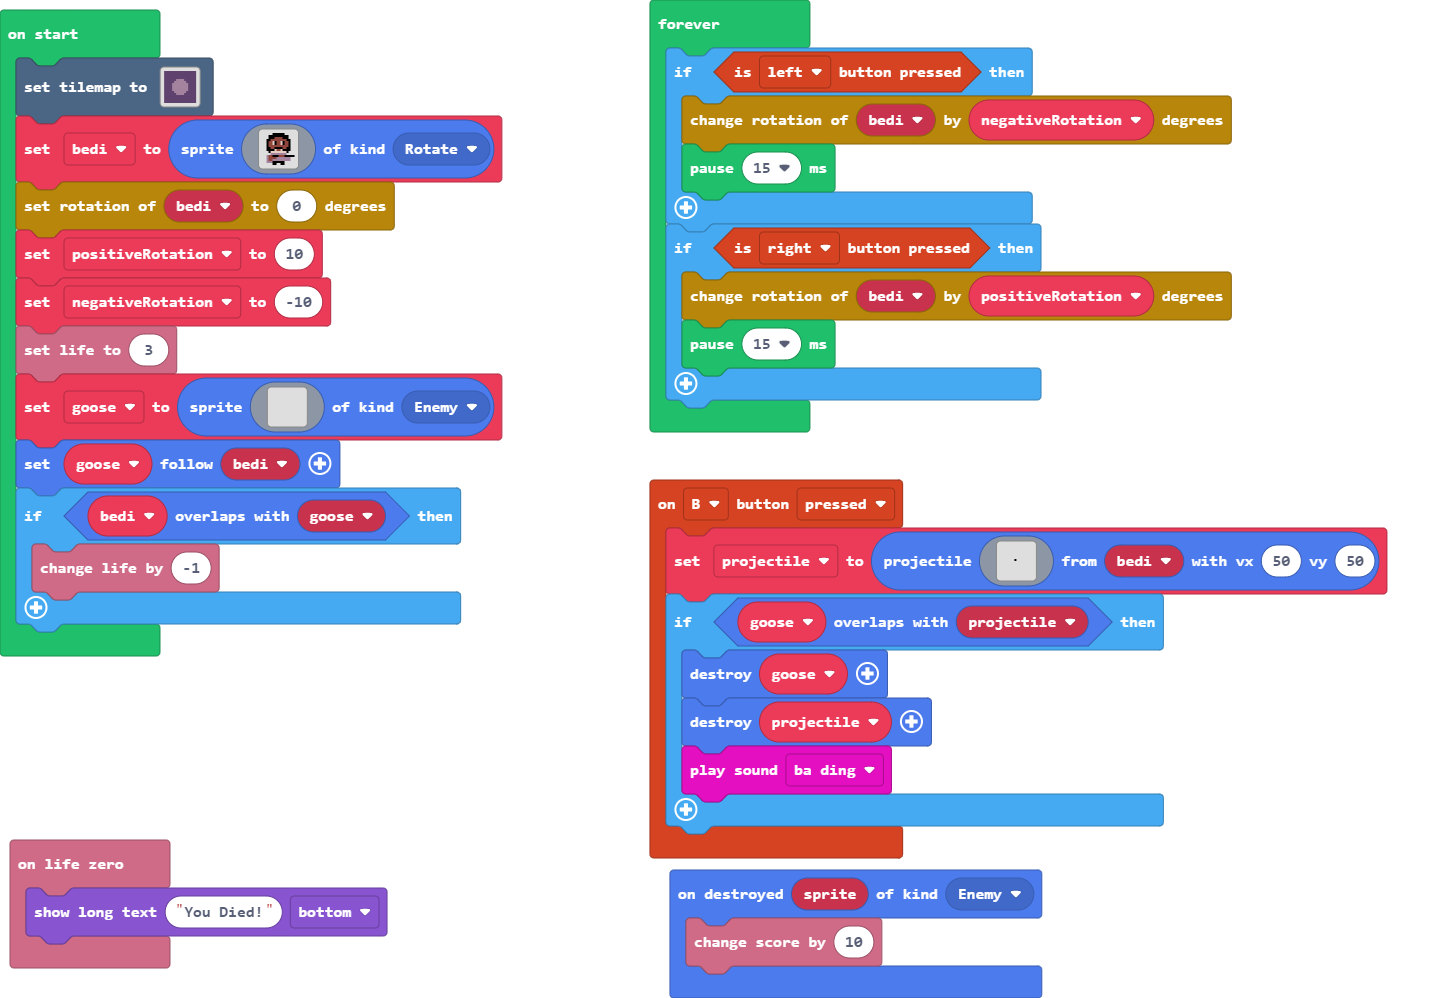 on start
set tilemap to
set bedi to sprite of kind Rotate
set rotation of bedi to 0 degrees
set positiveRotation to 10
set negativeRotation to -10
set life to 3
set goose to sprite of kind Enemy
set goose follow bedi
if bedi overlaps with goose then
change life by -1
on life zero
show long text "You Died!" bottom
forever
if is left button pressed then
change rotation of bedi by negativeRotation degrees
pause 15 ms
if is right button pressed then
change rotation of bedi by positiveRotation degrees
pause 15 ms
on B button pressed
set projectile to projectile from bedi with vx 50 vy 50
if goose overlaps with projectile then
destroy goose
destroy projectile
play sound ba ding
on destroyed sprite of kind Enemy
change score by 10